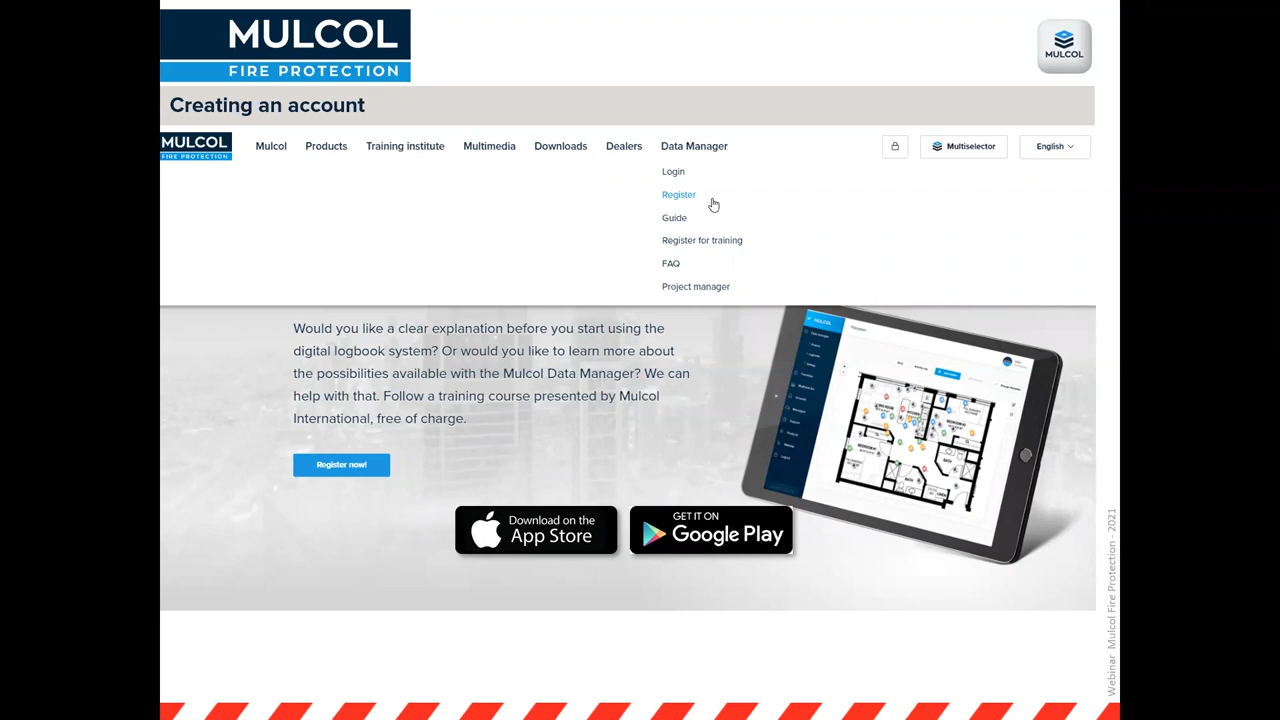 MULCOL
FIRE PROTECTION
MULCOL
Creating an account
MULCOL
FIRE PROTECTION
Mulcol Products Training institute Multimedia Downloads Dealers Data Manager
Multiselector English
Login
Register
Guide
Register for training
FAQ
Project manager
Would you like a clear explanation before you start using the
digital logbook system? Or would you like to learn more about
the possibilities available with the Mulcol Data Manager? We can
help with that. Follow a training course presented by Mulcol
International, free of charge.
Register now!
Download on the
App Store
GET IT ON
Google Play
MULCOL
Webinar Mulcol Fire Protection - 2021